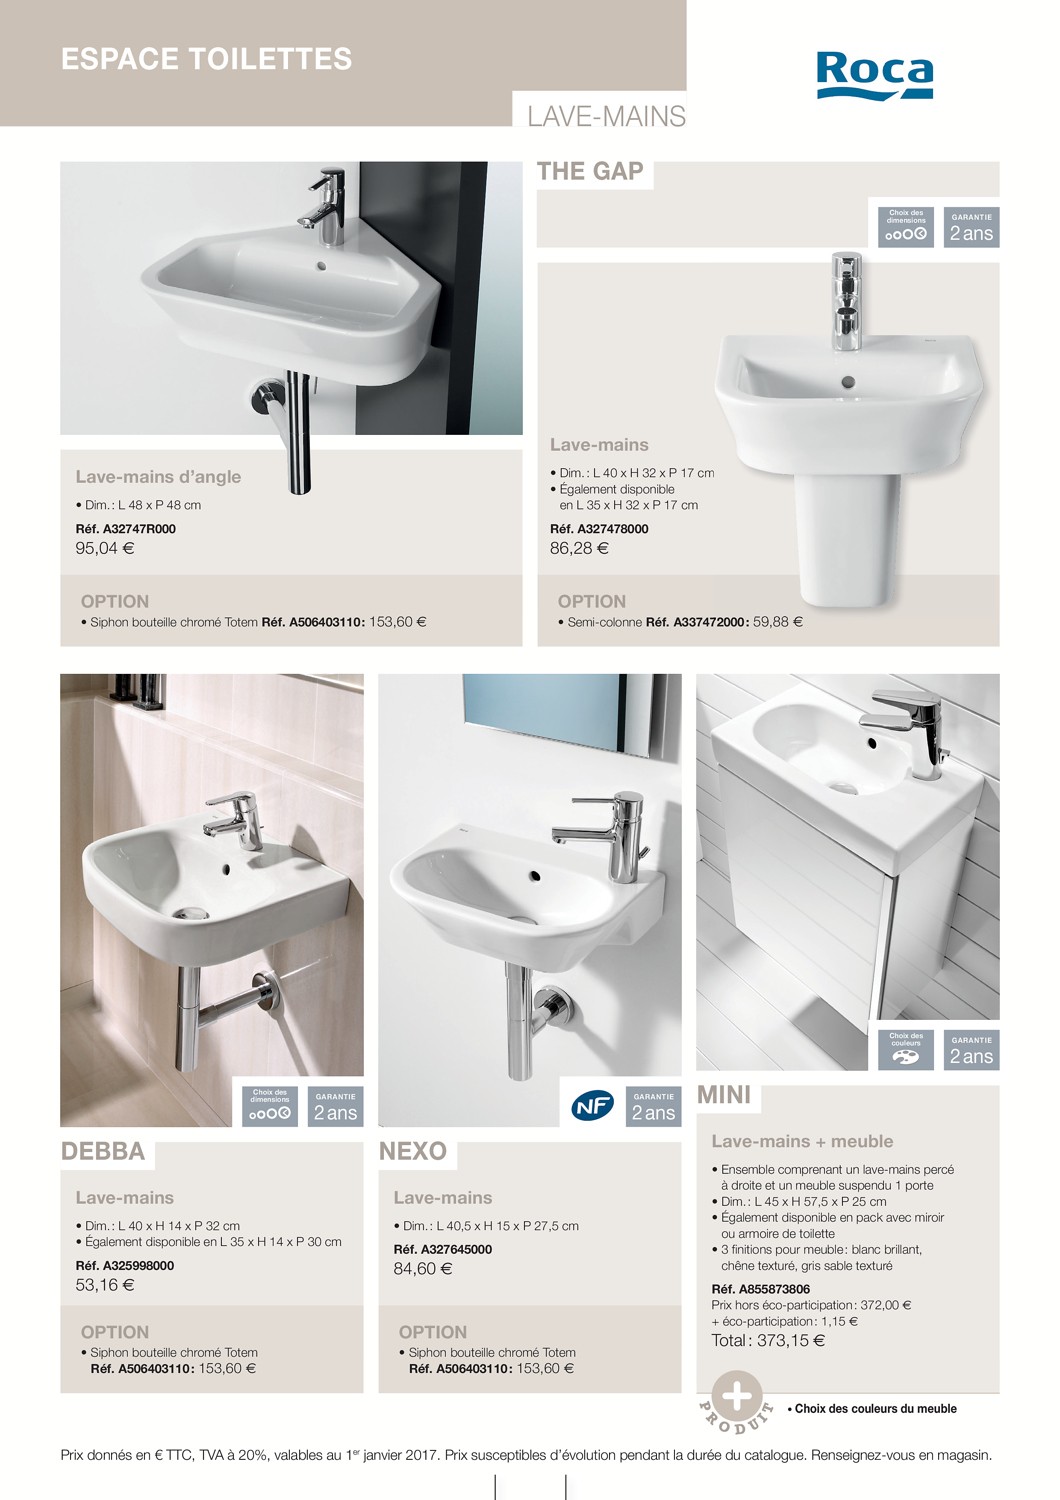 ESPACE TOILETTES
Roca
LAVE-MAINS
THE GAP
Choix des
dimensions
GARANTIE
2 ans
Lave-mains d'angle
• Dim. : L 48 x P 48 cm
Réf. A32747R000
95,04 €
OPTION
• Siphon bouteille chromé Totem Réf. A506403110 : 153,60 €
Lave-mains
• Dim. : L 40 x H 32 x P 17 cm
• Également disponible
en L 35 x H 32 x P 17 cm
Réf. A327478000
86,28 €
OPTION
• Semi-colonne Réf. A337472000 : 59,88 €
Choix des
dimensions
GARANTIE
2 ans
DEBBA
Lave-mains
• Dim. : L 40 x H 14 x P 32 cm
• Également disponible en L 35 x H 14 x P 30 cm
Réf. A325998000
53,16 €
OPTION
• Siphon bouteille chromé Totem
Réf. A506403110 : 153,60 €
NF
GARANTIE
2 ans
NEXO
Lave-mains
• Dim. : L 40,5 x H 15 x P 27,5 cm
Réf. A327645000
84,60 €
OPTION
• Siphon bouteille chromé Totem
Réf. A506403110 : 153,60 €
Choix des
couleurs
GARANTIE
2 ans
MINI
Lave-mains + meuble
• Ensemble comprenant un lave-mains percé
à droite et un meuble suspendu 1 porte
• Dim. : L 45 x H 57,5 x P 25 cm
• Également disponible en pack avec miroir
ou armoire de toilette
• 3 finitions pour meuble : blanc brillant,
chêne texturé, gris sable texturé
Réf. A855873806
Prix hors éco-participation : 372,00 €
+ éco-participation : 1,15 €
Total : 373,15 €
+
PRODUIT
• Choix des couleurs du meuble
Prix donnés en € TTC, TVA à 20%, valables au 1er janvier 2017. Prix susceptibles d'évolution pendant la durée du catalogue. Renseignez-vous en magasin.